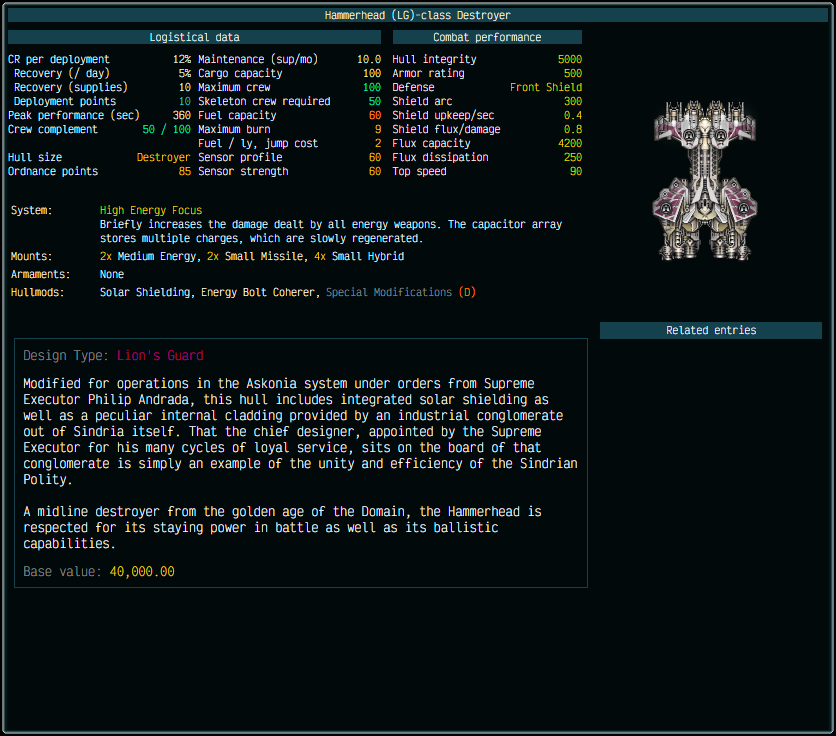 Hammerhead (LG)-class Destroyer
Logistical data
Combat performance
CR per deployment 12% Maintenance (sup/mo) 10.0 Hull integrity 5000
Recovery (/ day) 5% Cargo capacity 100 Armor rating 500
Recovery (supplies) 10 Maximum crew 100 Defense Front Shield
Deployment points 10 Skeleton crew required 50 Shield arc 300
Peak performance (sec) 360 Fuel capacity 60 Shield upkeep/sec 0.4
Crew complement 50 / 100 Maximum burn 9 Shield flux/damage 0.8
Fuel / ly, jump cost 2 Flux capacity 4200
Hull size Destroyer Sensor profile 60 Flux dissipation 250
Ordnance points 85 Sensor strength 60 Top speed 90
System: High Energy Focus
Briefly increases the damage dealt by all energy weapons. The capacitor array
stores multiple charges, which are slowly regenerated.
Mounts: 2x Medium Energy, 2x Small Missile, 4x Small Hybrid
Armaments: None
Hullmods: Solar Shielding, Energy Bolt Coherer, Special Modifications (D)
Related entries
Design Type: Lion's Guard
Modified for operations in the Askonia system under orders from Supreme
Executor Philip Andrada, this hull includes integrated solar shielding as
well as a peculiar internal cladding provided by an industrial conglomerate
out of Sindria itself. That the chief designer, appointed by the Supreme
Executor for his many cycles of loyal service, sits on the board of that
conglomerate is simply an example of the unity and efficiency of the Sindrian
Polity.
A midline destroyer from the golden age of the Domain, the Hammerhead is
respected for its staying power in battle as well as its ballistic
capabilities.
Base value: 40,000.00